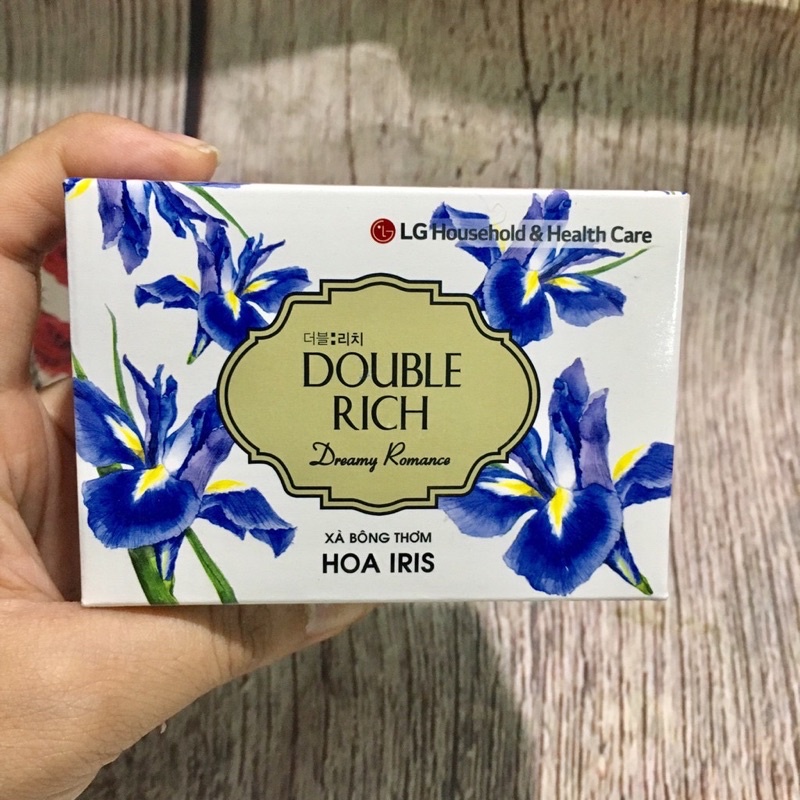 LG Household & Health Care
더블:리치
DOUBLE
RICH
Dreamy Romance
XÀ BÔNG THƠM
HOA IRIS